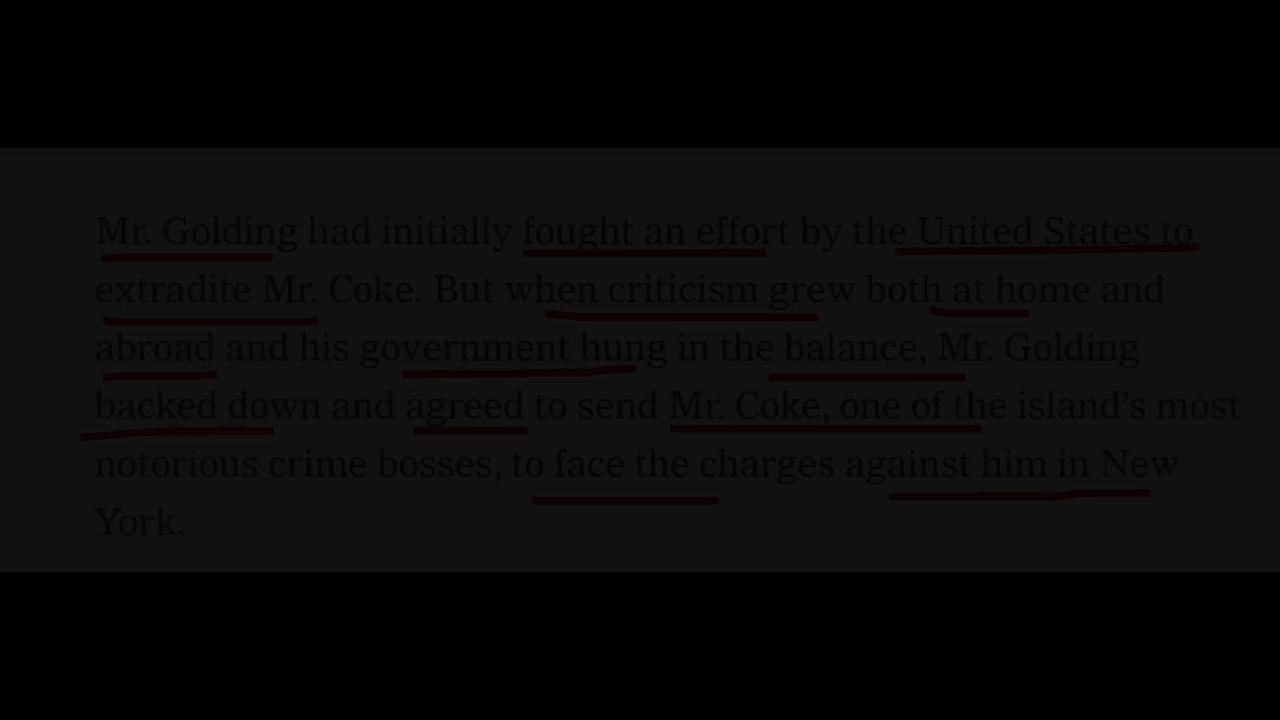 Mr. Golding had initially fought an effort by the United States to
extradite Mr. Coke. But when criticism grew both at home and
abroad and his government hung in the balance, Mr. Golding
backed down and agreed to send Mr. Coke, one of the island’s most
notorious crime bosses, to face the charges against him in New
York.